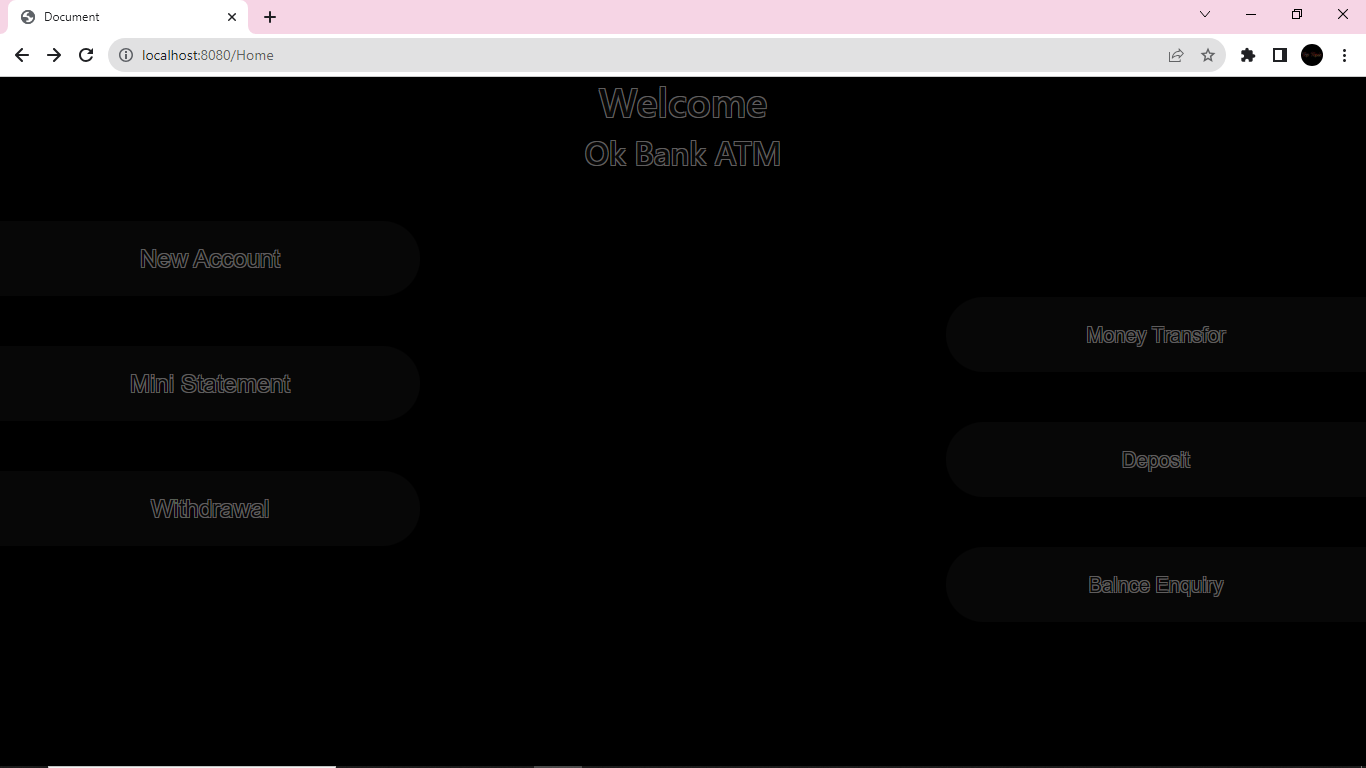 Document
localhost:8080/Home
Welcome
Ok Bank ATM
New Account
Money Transfor
Mini Statement
Deposit
Withdrawal
Balnce Enquiry